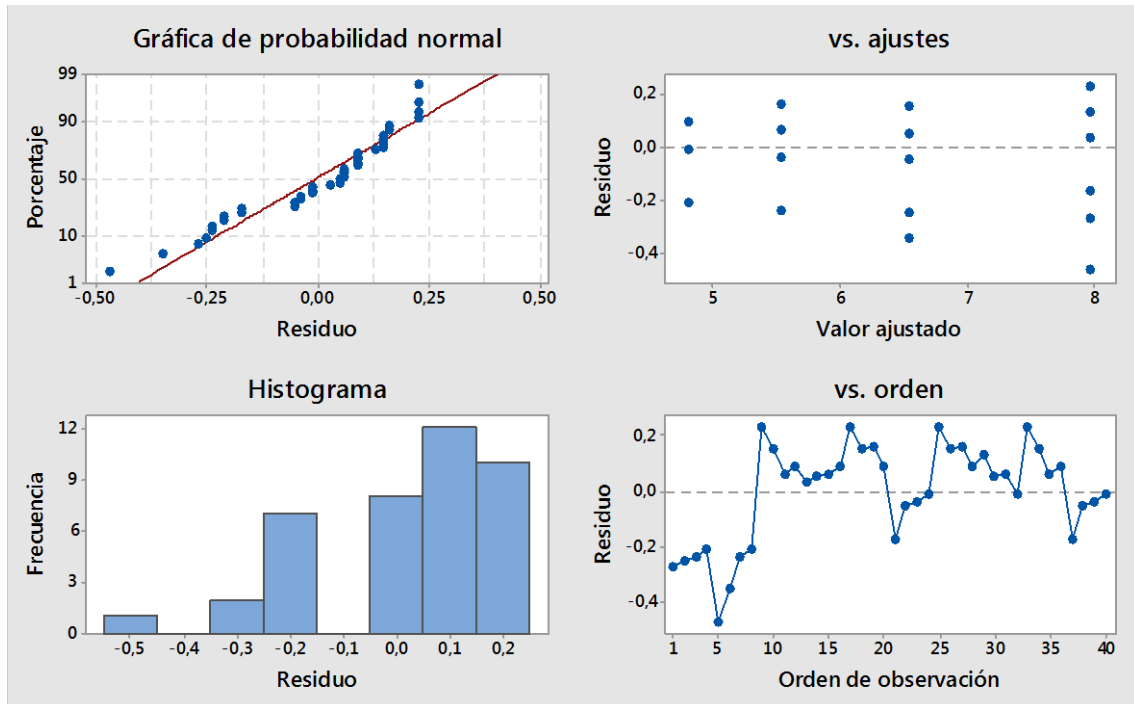 Gráfica de probabilidad normal
99
90
50
10
1
Porcentaje
-0,50 -0,25 0,00 0,25 0,50
Residuo
vs. ajustes
0,2
0,0
-0,2
-0,4
Residuo
5 6 7 8
Valor ajustado
Histograma
12
9
6
3
0
Frecuencia
-0,5 -0,4 -0,3 -0,2 -0,1 0,0 0,1 0,2
Residuo
vs. orden
0,2
0,0
-0,2
-0,4
Residuo
1 5 10 15 20 25 30 35 40
Orden de observación